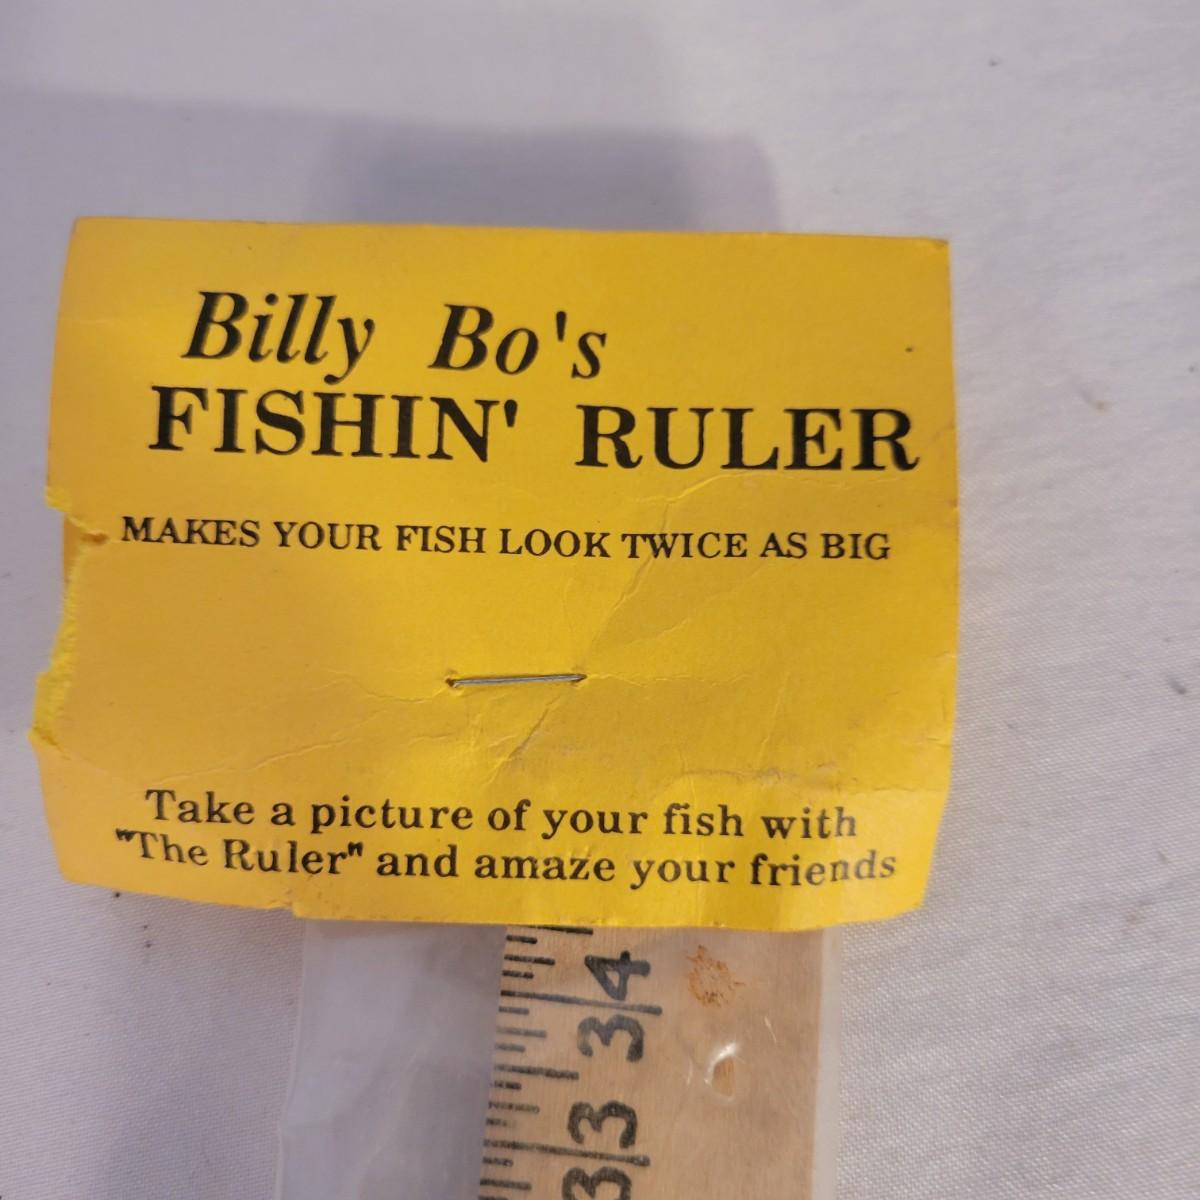 Billy Bo's
FISHIN' RULER
MAKES YOUR FISH LOOK TWICE AS BIG
Take a picture of your fish with
"The Ruler" and amaze your friends
3|4
3|3
3|